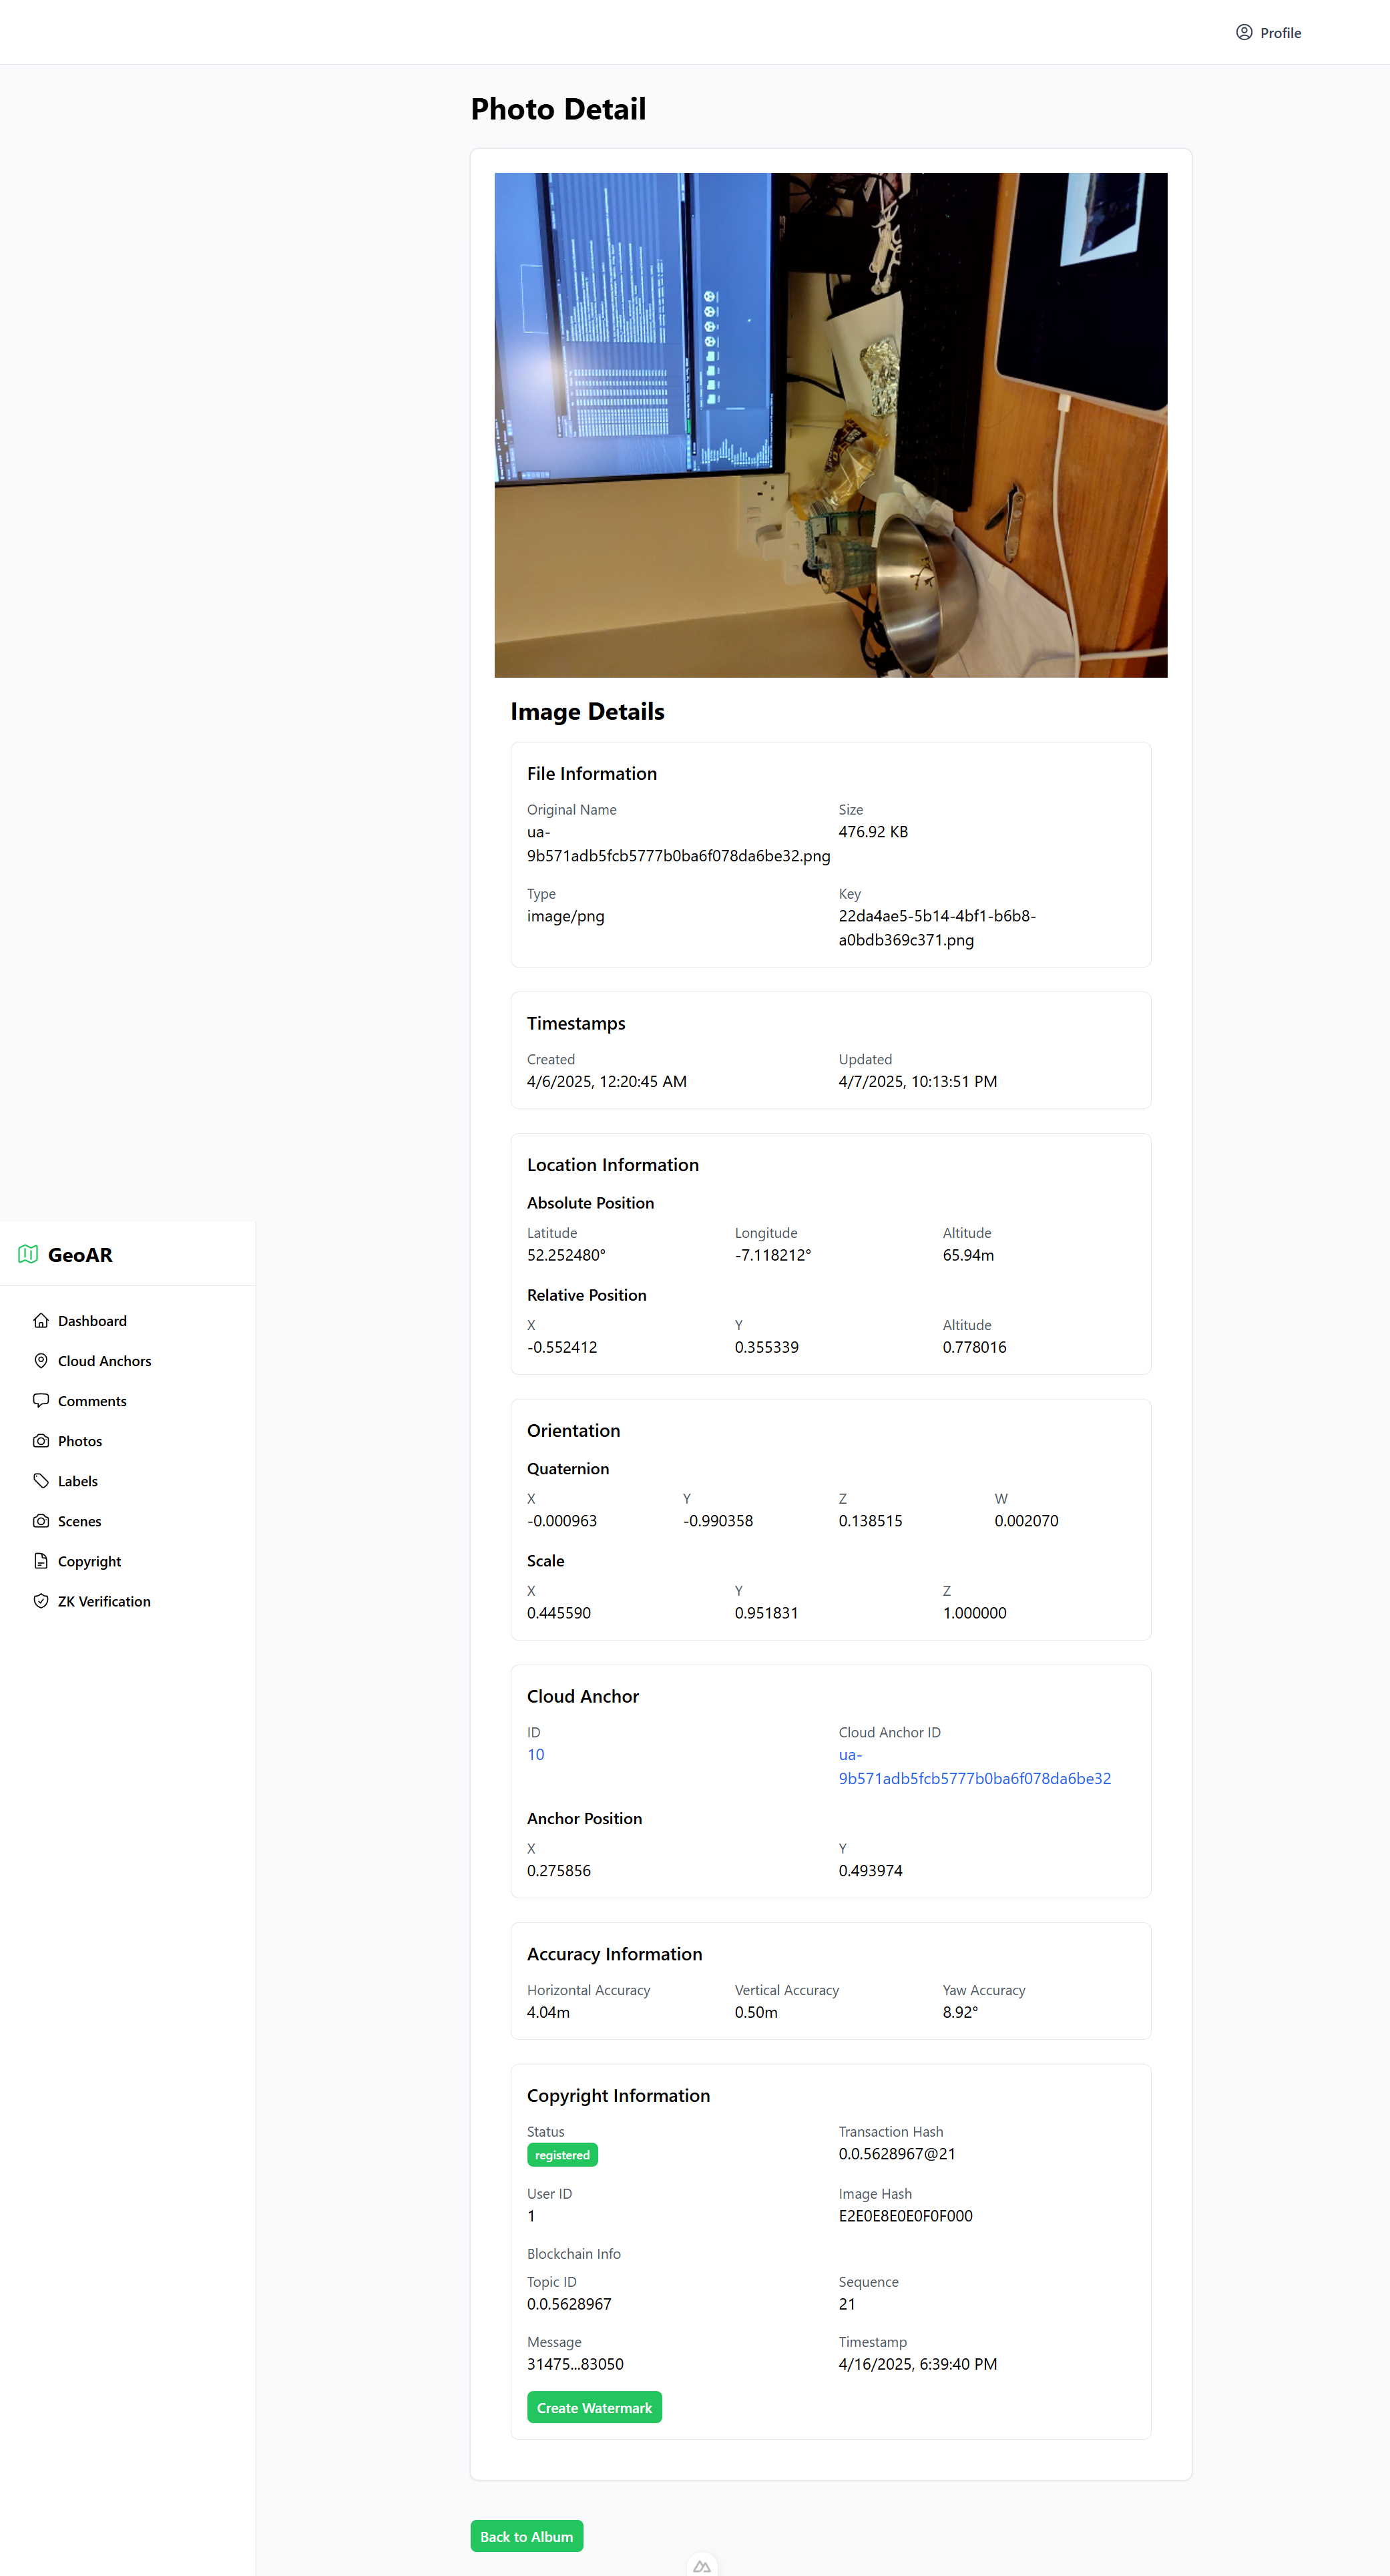 Profile
Photo Detail
Image Details
File Information
Original Name
Size
ua-
9b571adb5fcb5777b0ba6f078da6be32.png
476.92 KB
Type
Key
image/png
22da4ae5-5b14-4bf1-b6b8-
a0bdb369c371.png
Timestamps
Created
Updated
4/6/2025, 12:20:45 AM
4/7/2025, 10:13:51 PM
Location Information
Absolute Position
Latitude
Longitude
Altitude
52.252480°
-7.118212°
65.94m
Relative Position
X
Y
Altitude
-0.552412
0.355339
0.778016
GeoAR
Dashboard
Cloud Anchors
Comments
Photos
Labels
Scenes
Copyright
ZK Verification
Orientation
Quaternion
X
Y
Z
W
-0.000963
-0.990358
0.138515
0.002070
Scale
X
Y
Z
0.445590
0.951831
1.000000
Cloud Anchor
ID
Cloud Anchor ID
10
ua-
9b571adb5fcb5777b0ba6f078da6be32
Anchor Position
X
Y
0.275856
0.493974
Accuracy Information
Horizontal Accuracy
Vertical Accuracy
Yaw Accuracy
4.04m
0.50m
8.92°
Copyright Information
Status
Transaction Hash
registered
0.0.5628967@21
User ID
Image Hash
1
E2E0E8E0E0F0F000
Blockchain Info
Topic ID
Sequence
0.0.5628967
21
Message
Timestamp
31475...83050
4/16/2025, 6:39:40 PM
Create Watermark
Back to Album